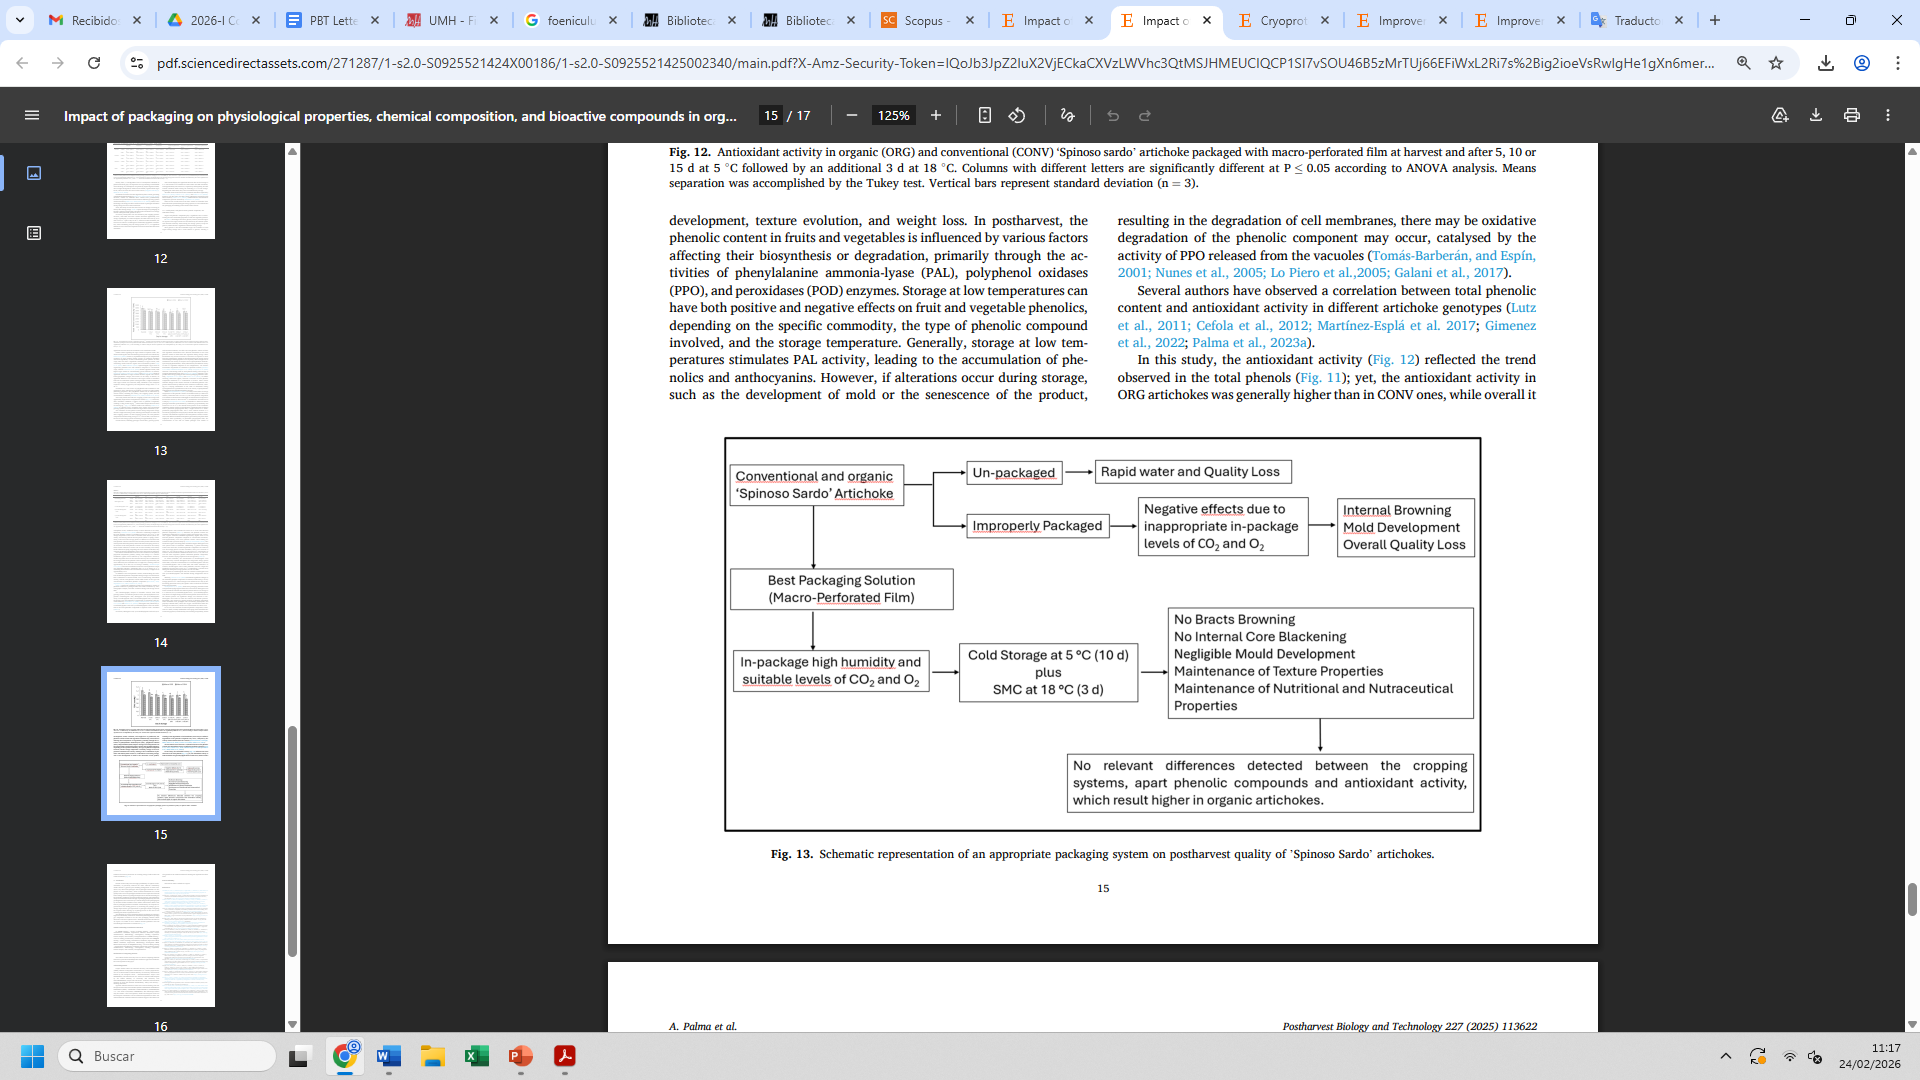 Recibidos
2026-I C
PBT Lette
UMH - F
foenicul
Bibliotec
Bibliotec
Scopus -
Impact o
Impact o
Cryoprot
Improve
Improve
Traducto
pdf.sciencedirectassets.com/271287/1-s2.0-S0925521424X00186/1-s2.0-S0925521425002340/main.pdf?X-Amz-Security-Token=IQoJb3JpZ2luX2VjECkaCXVzLWVhc3QtMSJHMEUCIQCP1SI7vSOU46B5zMrTUj66EFiWxL2Ri7s%2Big2ioeVsRwIgHe1gXn6mer...
Impact of packaging on physiological properties, chemical composition, and bioactive compounds in org...
15 / 17
125%
12
13
14
15
16
Fig. 12. Antioxidant activity in organic (ORG) and conventional (CONV) ‘Spinoso sardo’ artichoke packaged with macro-perforated film at harvest and after 5, 10 or
15 d at 5 °C followed by an additional 3 d at 18 °C. Columns with different letters are significantly different at P ≤ 0.05 according to ANOVA analysis. Means
separation was accomplished by the Tukey test. Vertical bars represent standard deviation (n = 3).
development, texture evolution, and weight loss. In postharvest, the
phenolic content in fruits and vegetables is influenced by various factors
affecting their biosynthesis or degradation, primarily through the ac-
tivities of phenylalanine ammonia-lyase (PAL), polyphenol oxidases
(PPO), and peroxidases (POD) enzymes. Storage at low temperatures can
have both positive and negative effects on fruit and vegetable phenolics,
depending on the specific commodity, the type of phenolic compound
involved, and the storage temperature. Generally, storage at low tem-
peratures stimulates PAL activity, leading to the accumulation of phe-
nolics and anthocyanins. However, if alterations occur during storage,
such as the development of mold or the senescence of the product,
resulting in the degradation of cell membranes, there may be oxidative
degradation of the phenolic component may occur, catalysed by the
activity of PPO released from the vacuoles (Tomás-Barberán, and Espín,
2001; Nunes et al., 2005; Lo Piero et al.,2005; Galani et al., 2017).
Several authors have observed a correlation between total phenolic
content and antioxidant activity in different artichoke genotypes (Lutz
et al., 2011; Cefola et al., 2012; Martínez-Esplá et al. 2017; Gimenez
et al., 2022; Palma et al., 2023a).
In this study, the antioxidant activity (Fig. 12) reflected the trend
observed in the total phenols (Fig. 11); yet, the antioxidant activity in
ORG artichokes was generally higher than in CONV ones, while overall it
Conventional and organic
‘Spinoso Sardo’ Artichoke
Un-packaged
Rapid water and Quality Loss
Improperly Packaged
Negative effects due to
inappropriate in-package
levels of CO2 and O2
Internal Browning
Mold Development
Overall Quality Loss
Best Packaging Solution
(Macro-Perforated Film)
In-package high humidity and
suitable levels of CO2 and O2
Cold Storage at 5 ºC (10 d)
plus
SMC at 18 ºC (3 d)
No Bracts Browning
No Internal Core Blackening
Negligible Mould Development
Maintenance of Texture Properties
Maintenance of Nutritional and Nutraceutical
Properties
No relevant differences detected between the cropping
systems, apart phenolic compounds and antioxidant activity,
which result higher in organic artichokes.
Fig. 13. Schematic representation of an appropriate packaging system on postharvest quality of ’Spinoso Sardo’ artichokes.
15
A. Palma et al.
Postharvest Biology and Technology 227 (2025) 113622
Buscar
11:17
24/02/2026